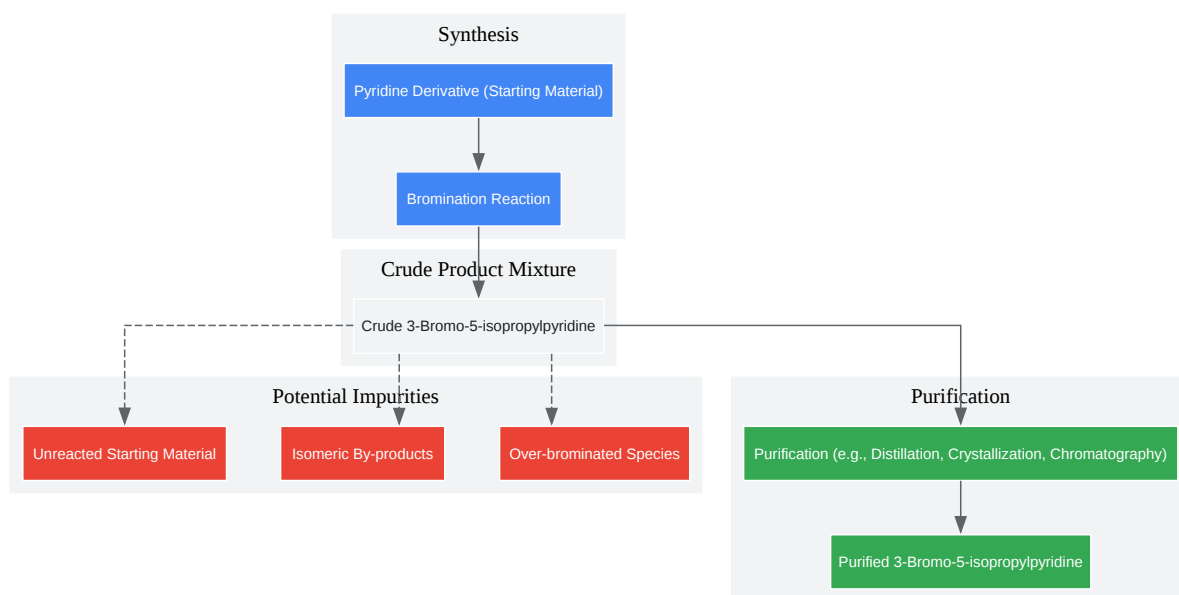 Synthesis
Pyridine Derivative (Starting Material)
Bromination Reaction
Crude Product Mixture
Crude 3-Bromo-5-isopropylpyridine
Potential Impurities
Unreacted Starting Material
Isomeric By-products
Over-brominated Species
Purification
Purification (e.g., Distillation, Crystallization, Chromatography)
Purified 3-Bromo-5-isopropylpyridine